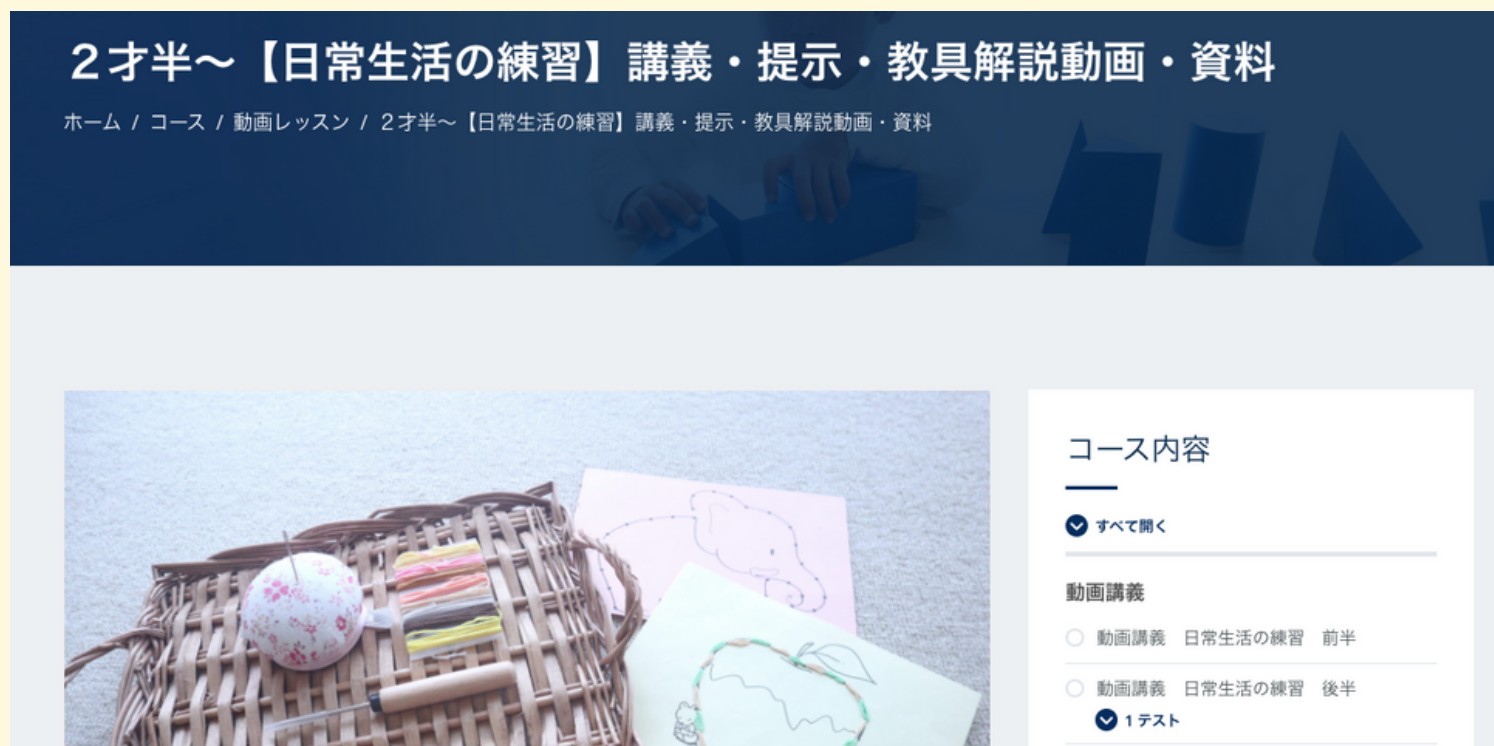 ２才半〜【日常生活の練習】講義・提示・教具解説動画・資料
ホーム / コース / 動画レッスン / ２才半〜【日常生活の練習】講義・提示・教具解説動画・資料
コース内容
すべて開く
動画講義
動画講義　日常生活の練習　前半
動画講義　日常生活の練習　後半
1 テスト